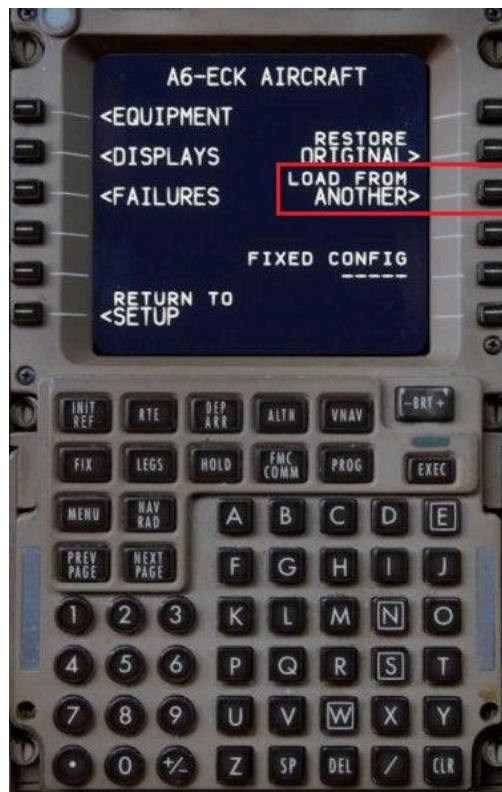 A6-ECK AIRCRAFT
<EQUIPMENT
RESTORE
<DISPLAYS ORIGINAL>
LOAD FROM
<FAILURES ANOTHER>
FIXED CONFIG
-----
RETURN TO
<SETUP
INIT REF RTE DEP ARR ALTN VNAV -BRT+
FIX LEGS HOLD FMC COMM PROG EXEC
MENU NAV RAD A B C D E
PREV PAGE NEXT PAGE F G H I J
1 2 3 K L M N O
4 5 6 P Q R S T
7 8 9 U V W X Y
. 0 +/- Z SP DEL / CLR